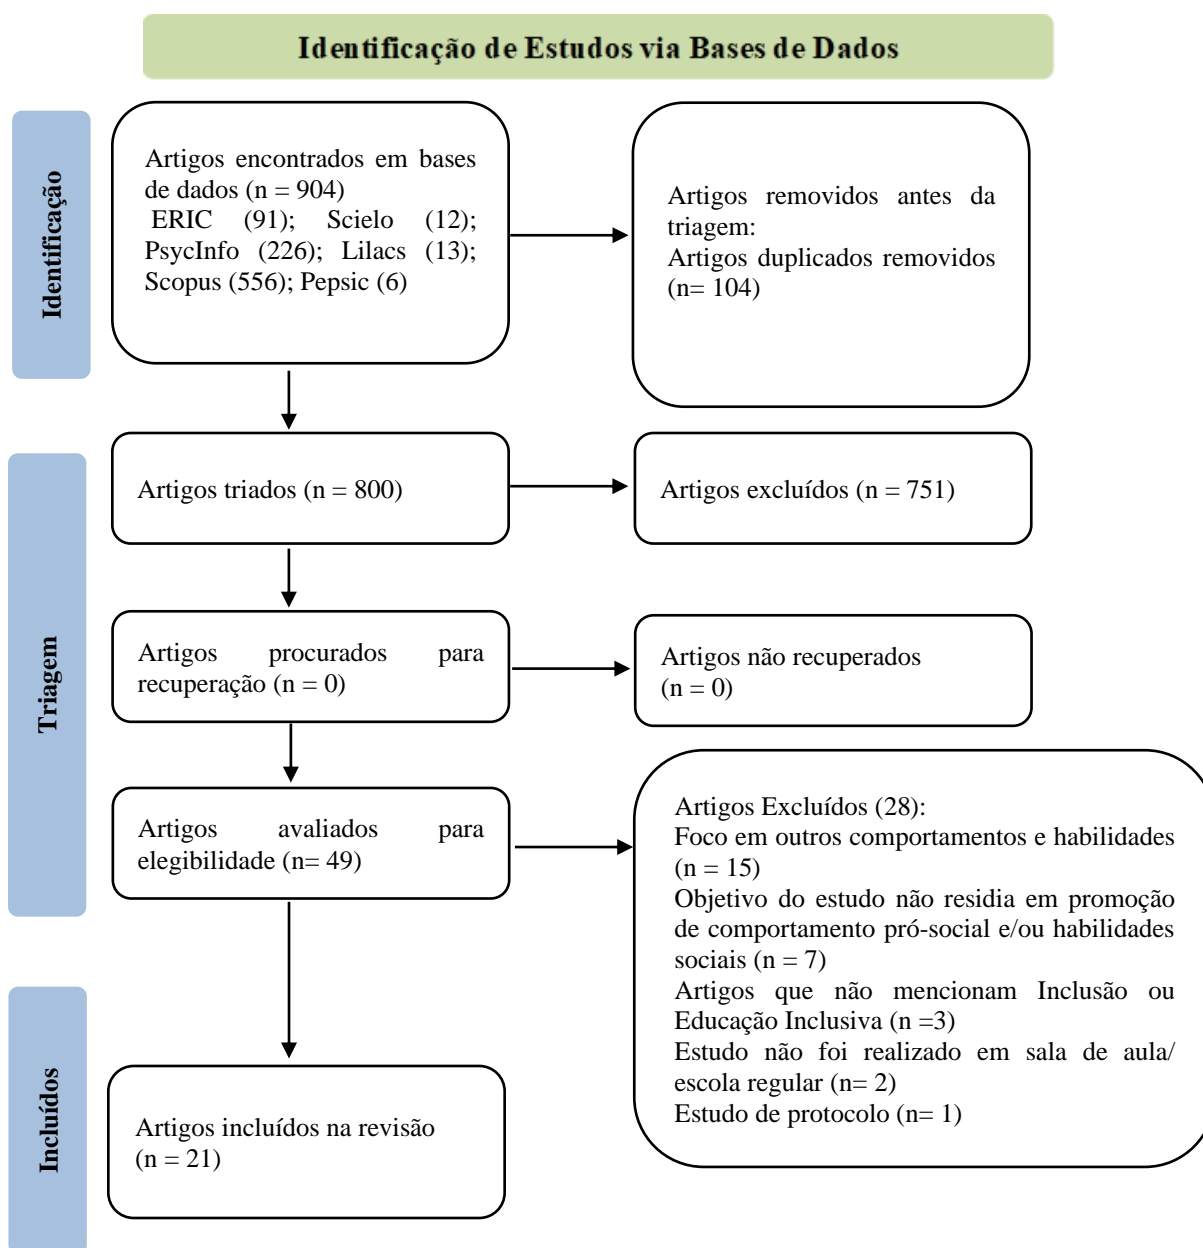 Identificação de Estudos via Bases de Dados
Identificação
Artigos encontrados em bases
de dados (n = 904)
ERIC (91); Scielo (12);
PsycInfo (226); Lilacs (13);
Scopus (556); Pepsic (6)
Artigos removidos antes da
triagem:
Artigos duplicados removidos
(n= 104)
Triagem
Artigos triados (n = 800)
Artigos excluídos (n = 751)
Artigos procurados para
recuperação (n = 0)
Artigos não recuperados
(n = 0)
Artigos avaliados para
elegibilidade (n= 49)
Artigos Excluídos (28):
Foco em outros comportamentos e habilidades
(n = 15)
Objetivo do estudo não residia em promoção
de comportamento pró-social e/ou habilidades
sociais (n = 7)
Artigos que não mencionam Inclusão ou
Educação Inclusiva (n =3)
Estudo não foi realizado em sala de aula/
escola regular (n= 2)
Estudo de protocolo (n= 1)
Incluídos
Artigos incluídos na revisão
(n = 21)